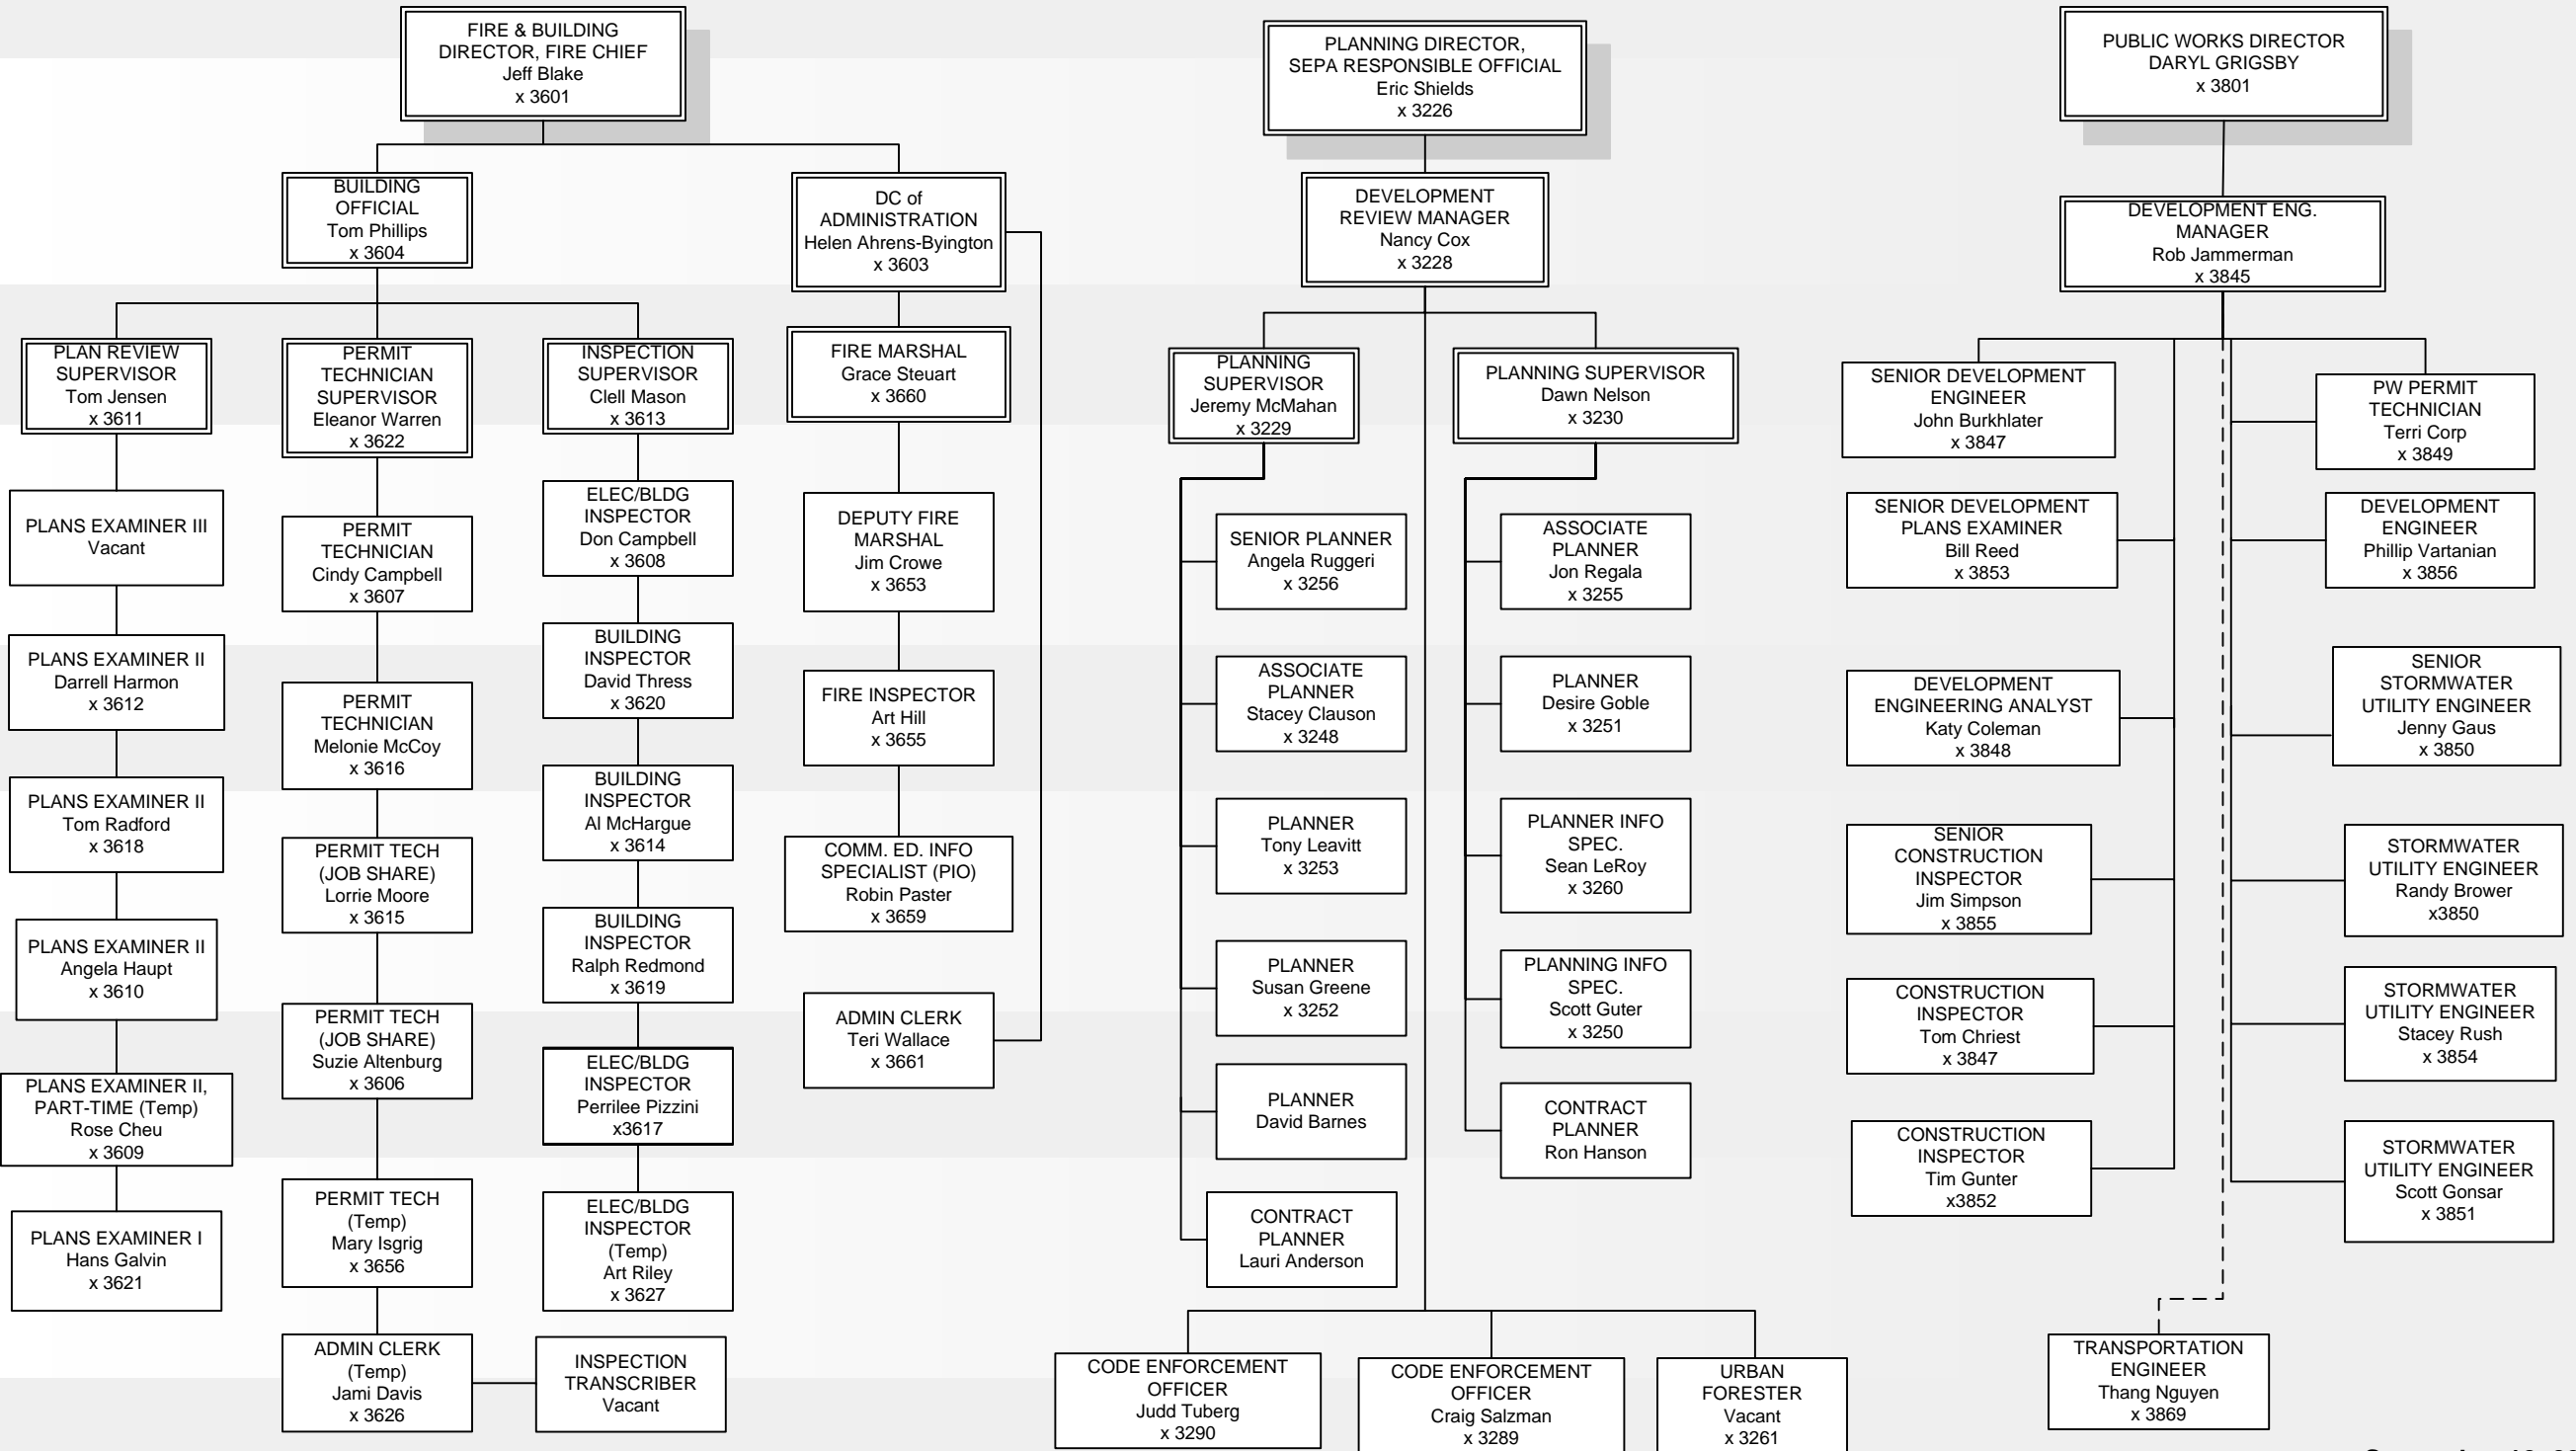 FIRE & BUILDING
DIRECTOR, FIRE CHIEF
Jeff Blake
x 3601
PLANNING DIRECTOR,
SEPA RESPONSIBLE OFFICIAL
Eric Shields
x 3226
PUBLIC WORKS DIRECTOR
DARYL GRIGSBY
x 3801
BUILDING
OFFICIAL
Tom Phillips
x 3604
DC of
ADMINISTRATION
Helen Ahrens-Byington
x 3603
DEVELOPMENT
REVIEW MANAGER
Nancy Cox
x 3228
DEVELOPMENT ENG.
MANAGER
Rob Jammerman
x 3845
PLAN REVIEW
SUPERVISOR
Tom Jensen
x 3611
PLANS EXAMINER III
Vacant
PLANS EXAMINER II
Darrell Harmon
x 3612
PLANS EXAMINER II
Tom Radford
x 3618
PLANS EXAMINER II
Angela Haupt
x 3610
PLANS EXAMINER II,
PART-TIME (Temp)
Rose Cheu
x 3609
PLANS EXAMINER I
Hans Galvin
x 3621
PERMIT
TECHNICIAN
SUPERVISOR
Eleanor Warren
x 3622
PERMIT
TECHNICIAN
Cindy Campbell
x 3607
PERMIT
TECHNICIAN
Melonie McCoy
x 3616
PERMIT TECH
(JOB SHARE)
Lorrie Moore
x 3615
PERMIT TECH
(JOB SHARE)
Suzie Altenburg
x 3606
PERMIT TECH
(Temp)
Mary Isgrig
x 3656
ADMIN CLERK
(Temp)
Jami Davis
x 3626
INSPECTION
SUPERVISOR
Clell Mason
x 3613
ELEC/BLDG
INSPECTOR
Don Campbell
x 3608
BUILDING
INSPECTOR
David Thress
x 3620
BUILDING
INSPECTOR
Al McHargue
x 3614
BUILDING
INSPECTOR
Ralph Redmond
x 3619
ELEC/BLDG
INSPECTOR
Perrilee Pizzini
x3617
ELEC/BLDG
INSPECTOR
(Temp)
Art Riley
x 3627
INSPECTION
TRANSCRIBER
Vacant
FIRE MARSHAL
Grace Steuart
x 3660
DEPUTY FIRE
MARSHAL
Jim Crowe
x 3653
FIRE INSPECTOR
Art Hill
x 3655
COMM. ED. INFO
SPECIALIST (PIO)
Robin Paster
x 3659
ADMIN CLERK
Teri Wallace
x 3661
PLANNING
SUPERVISOR
Jeremy McMahan
x 3229
SENIOR PLANNER
Angela Ruggeri
x 3256
ASSOCIATE
PLANNER
Stacey Clauson
x 3248
PLANNER
Tony Leavitt
x 3253
PLANNER
Susan Greene
x 3252
PLANNER
David Barnes
CONTRACT
PLANNER
Lauri Anderson
PLANNING SUPERVISOR
Dawn Nelson
x 3230
ASSOCIATE
PLANNER
Jon Regala
x 3255
PLANNER
Desire Goble
x 3251
PLANNER INFO
SPEC.
Sean LeRoy
x 3260
PLANNING INFO
SPEC.
Scott Guter
x 3250
CONTRACT
PLANNER
Ron Hanson
CODE ENFORCEMENT
OFFICER
Judd Tuberg
x 3290
CODE ENFORCEMENT
OFFICER
Craig Salzman
x 3289
URBAN
FORESTER
Vacant
x 3261
SENIOR DEVELOPMENT
ENGINEER
John Burkhlater
x 3847
SENIOR DEVELOPMENT
PLANS EXAMINER
Bill Reed
x 3853
DEVELOPMENT
ENGINEERING ANALYST
Katy Coleman
x 3848
SENIOR
CONSTRUCTION
INSPECTOR
Jim Simpson
x 3855
CONSTRUCTION
INSPECTOR
Tom Chriest
x 3847
CONSTRUCTION
INSPECTOR
Tim Gunter
x3852
PW PERMIT
TECHNICIAN
Terri Corp
x 3849
DEVELOPMENT
ENGINEER
Phillip Vartanian
x 3856
SENIOR
STORMWATER
UTILITY ENGINEER
Jenny Gaus
x 3850
STORMWATER
UTILITY ENGINEER
Randy Brower
x3850
STORMWATER
UTILITY ENGINEER
Stacey Rush
x 3854
STORMWATER
UTILITY ENGINEER
Scott Gonsar
x 3851
TRANSPORTATION
ENGINEER
Thang Nguyen
x 3869